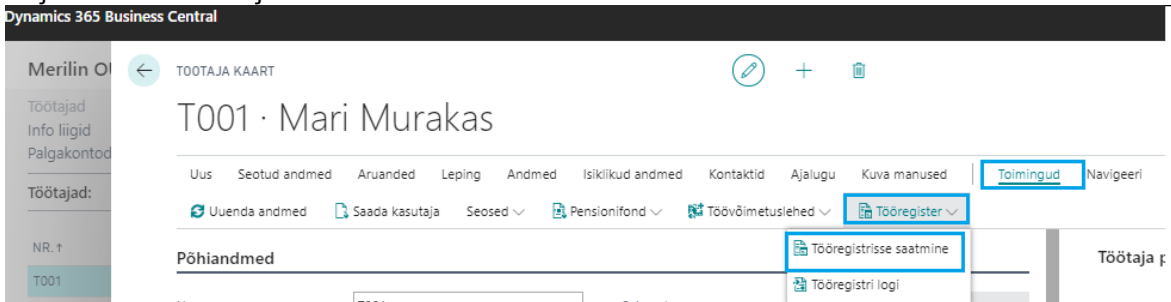 Dynamics 365 Business Central
Merilin OÜ
TÖÖTAJA KAART
Töötajad
Info liigid
Palgakontod
T001 · Mari Murakas
Uus Seotud andmed Aruanded Leping Andmed Isiklikud andmed Kontaktid Ajalugu Kuva manused Toimingud Navigeeri
Töötajad:
Uuenda andmed Saada kasutaja Seosed Pensionifond Töövõimetuslehed Tööregister
NR. ↑
Põhiandmed
Tööregistrisse saatmine
Töötaja
T001
Tööregistri logi